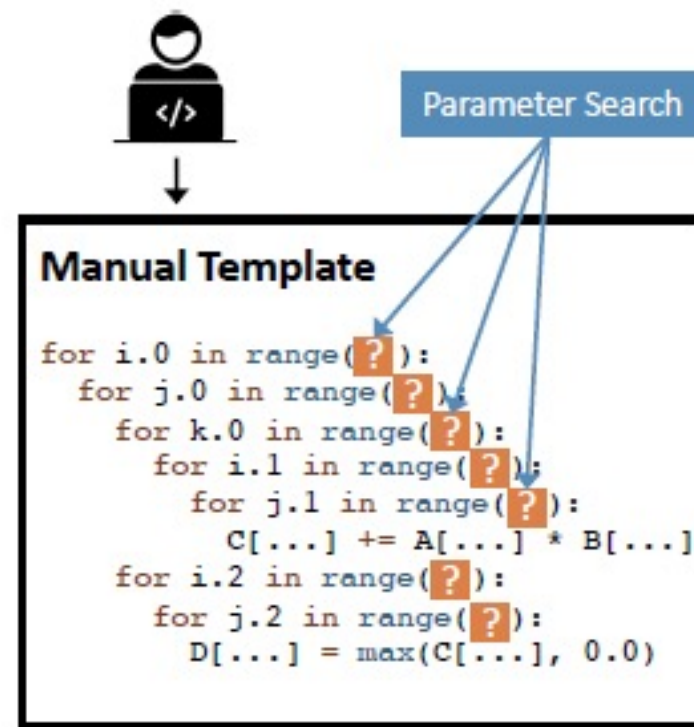 </>
Parameter Search
Manual Template
for i.0 in range(?):
for j.0 in range(?):
for k.0 in range(?):
for i.1 in range(?):
for j.1 in range(?):
C[...] += A[...] * B[...]
for i.2 in range(?):
for j.2 in range(?):
D[...] = max(C[...], 0.0)